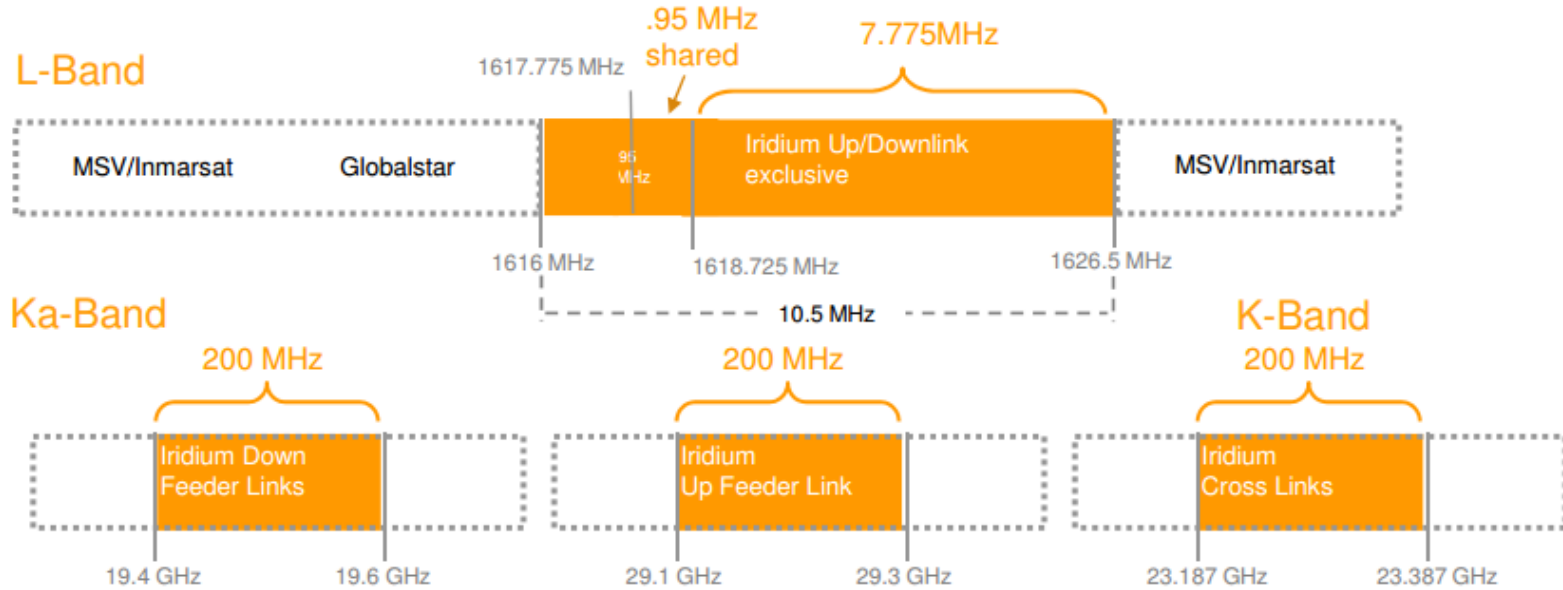 .95 MHz
shared
7.775MHz
L-Band
1617.775 MHz
MSV/Inmarsat
Globalstar
95
MHz
Iridium Up/Downlink
exclusive
MSV/Inmarsat
1616 MHz
1618.725 MHz
1626.5 MHz
10.5 MHz
Ka-Band
K-Band
200 MHz
200 MHz
200 MHz
Iridium Down
Feeder Links
Iridium
Up Feeder Link
Iridium
Cross Links
19.4 GHz
19.6 GHz
29.1 GHz
29.3 GHz
23.187 GHz
23.387 GHz